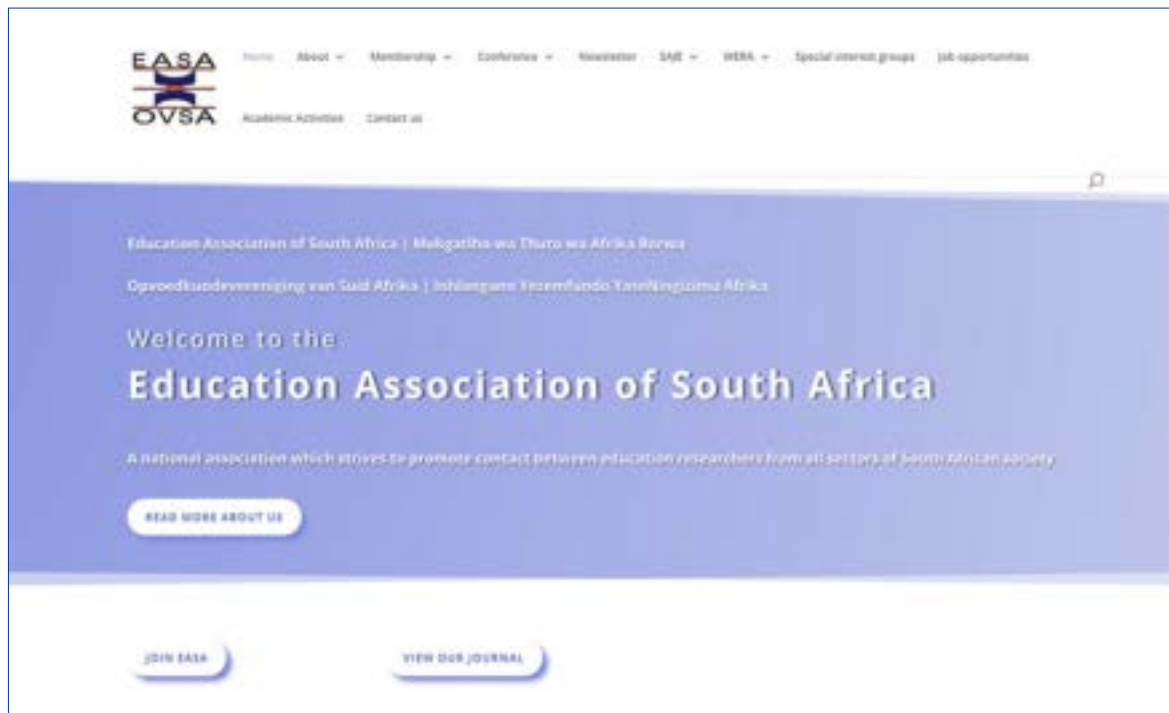 EASA
OVSA
Home About Membership Conference Newsletter SAJE WERA Special interest groups Job opportunities
Academic Activities Contact us
Education Association of South Africa | Mokgatlho wa Thuto wa Afrika Borwa
Opvoedkundevereniging van Suid Afrika | Inhlangano Yezemfundo YaseNingizimu Afrika
Welcome to the
Education Association of South Africa
A national association which strives to promote contact between education researchers from all sectors of South African society
READ MORE ABOUT US
JOIN EASA VIEW OUR JOURNAL